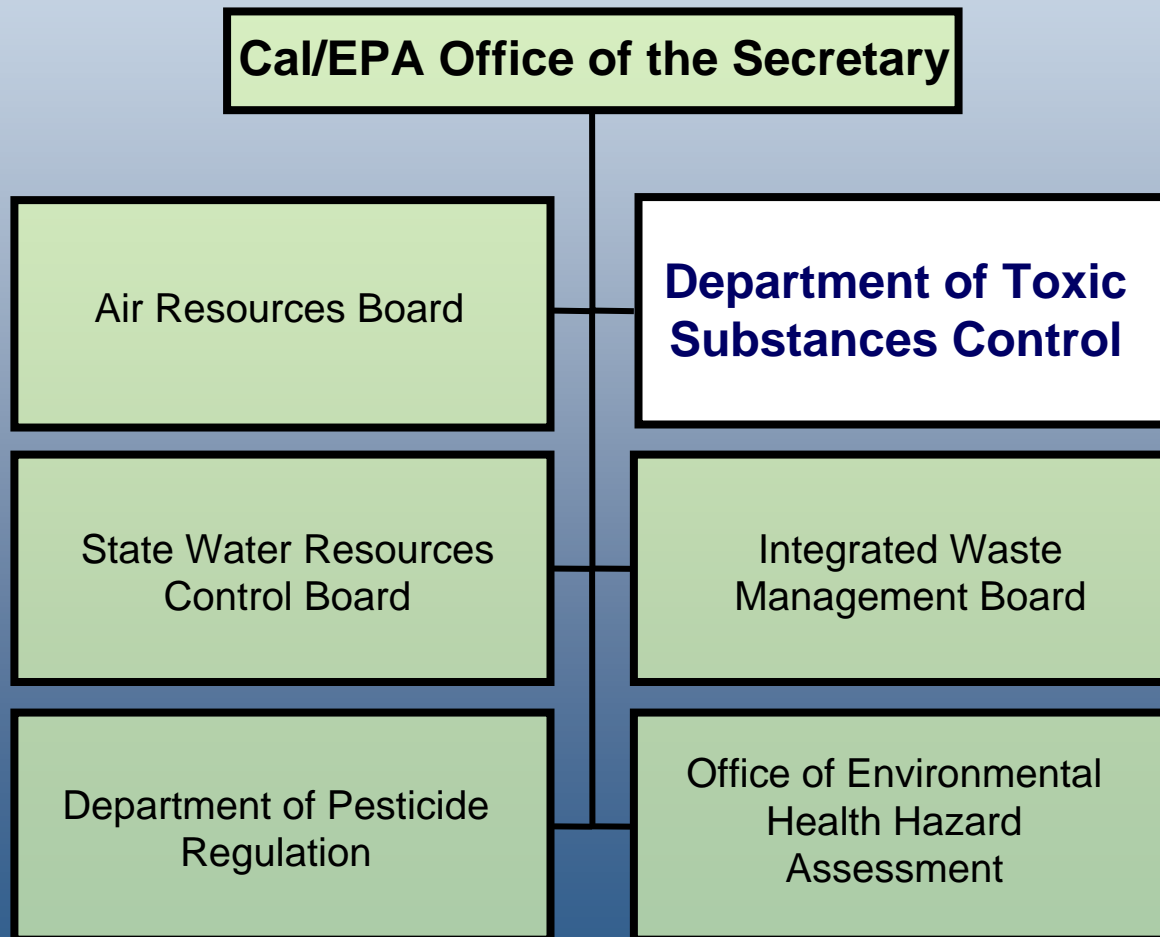 Cal/EPA Office of the Secretary
Air Resources Board
Department of Toxic
Substances Control
State Water Resources
Control Board
Integrated Waste
Management Board
Department of Pesticide
Regulation
Office of Environmental
Health Hazard
Assessment